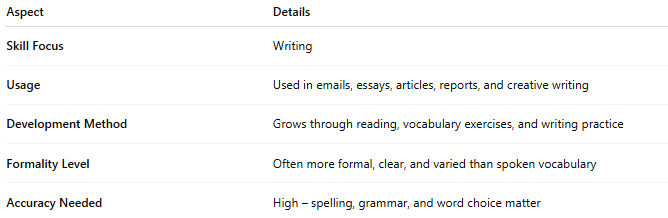 Aspect Details
Skill Focus Writing
Usage Used in emails, essays, articles, reports, and creative writing
Development Method Grows through reading, vocabulary exercises, and writing practice
Formality Level Often more formal, clear, and varied than spoken vocabulary
Accuracy Needed High – spelling, grammar, and word choice matter